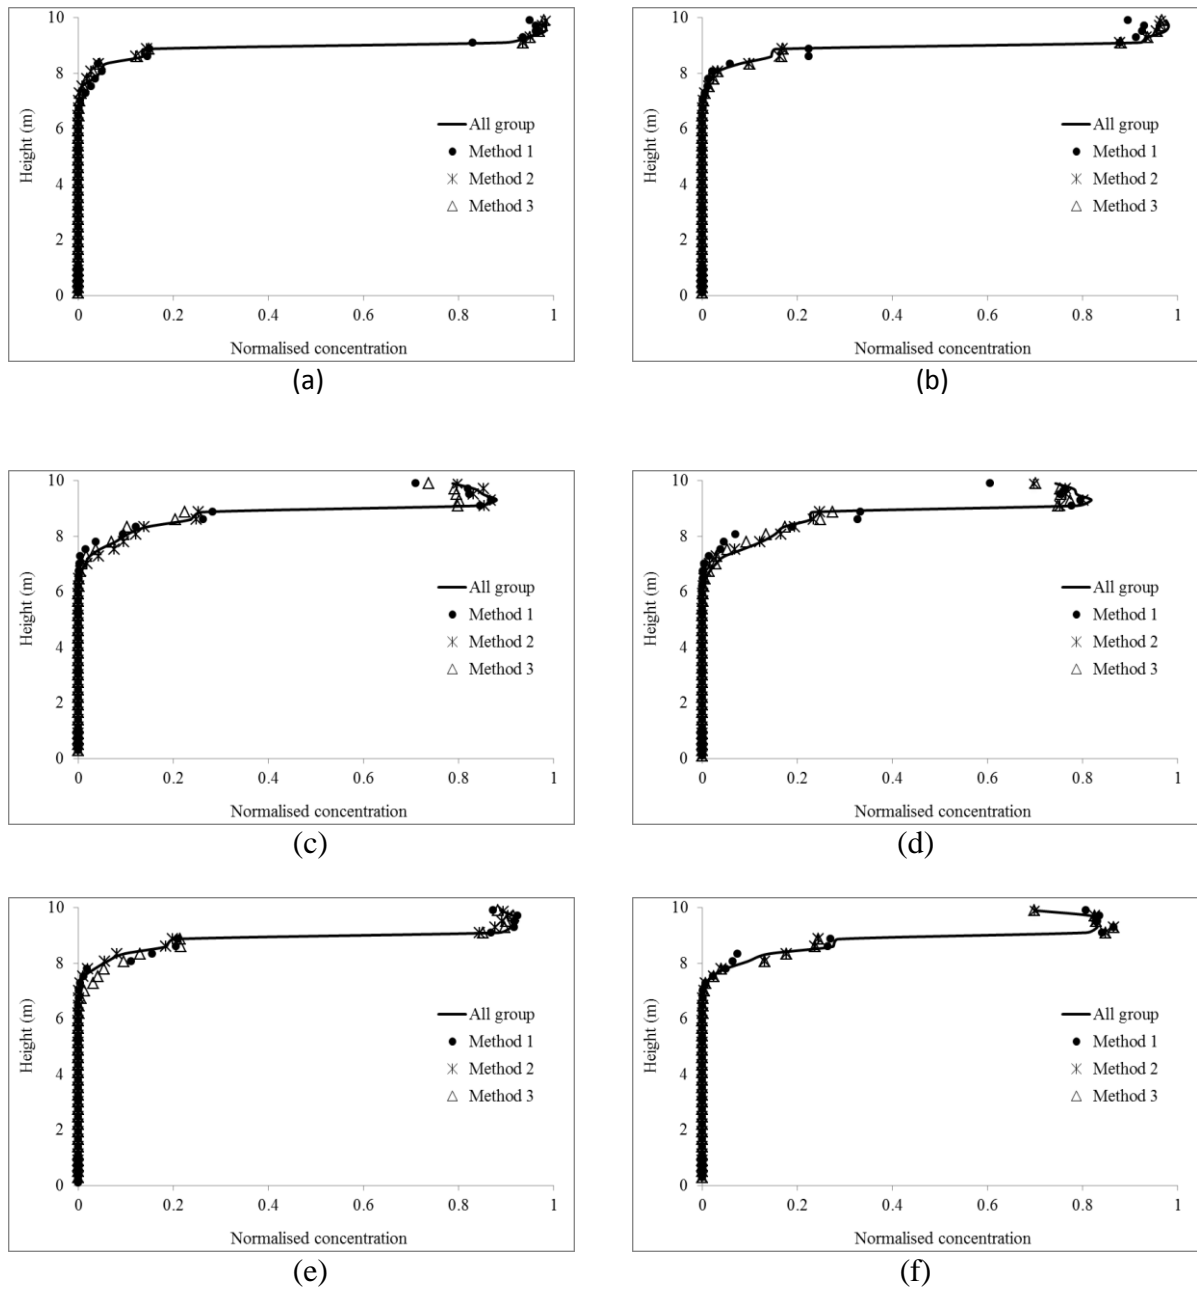 10
8
6
4
2
0
Height (m)
0 0.2 0.4 0.6 0.8 1
Normalised concentration
All group
Method 1
Method 2
Method 3
(a)
10
8
6
4
2
0
Height (m)
0 0.2 0.4 0.6 0.8 1
Normalised concentration
All group
Method 1
Method 2
Method 3
(b)
10
8
6
4
2
0
Height (m)
0 0.2 0.4 0.6 0.8 1
Normalised concentration
All group
Method 1
Method 2
Method 3
(c)
10
8
6
4
2
0
Height (m)
0 0.2 0.4 0.6 0.8 1
Normalised concentration
All group
Method 1
Method 2
Method 3
(d)
10
8
6
4
2
0
Height (m)
0 0.2 0.4 0.6 0.8 1
Normalised concentration
All group
Method 1
Method 2
Method 3
(e)
10
8
6
4
2
0
Height (m)
0 0.2 0.4 0.6 0.8 1
Normalised concentration
All group
Method 1
Method 2
Method 3
(f)